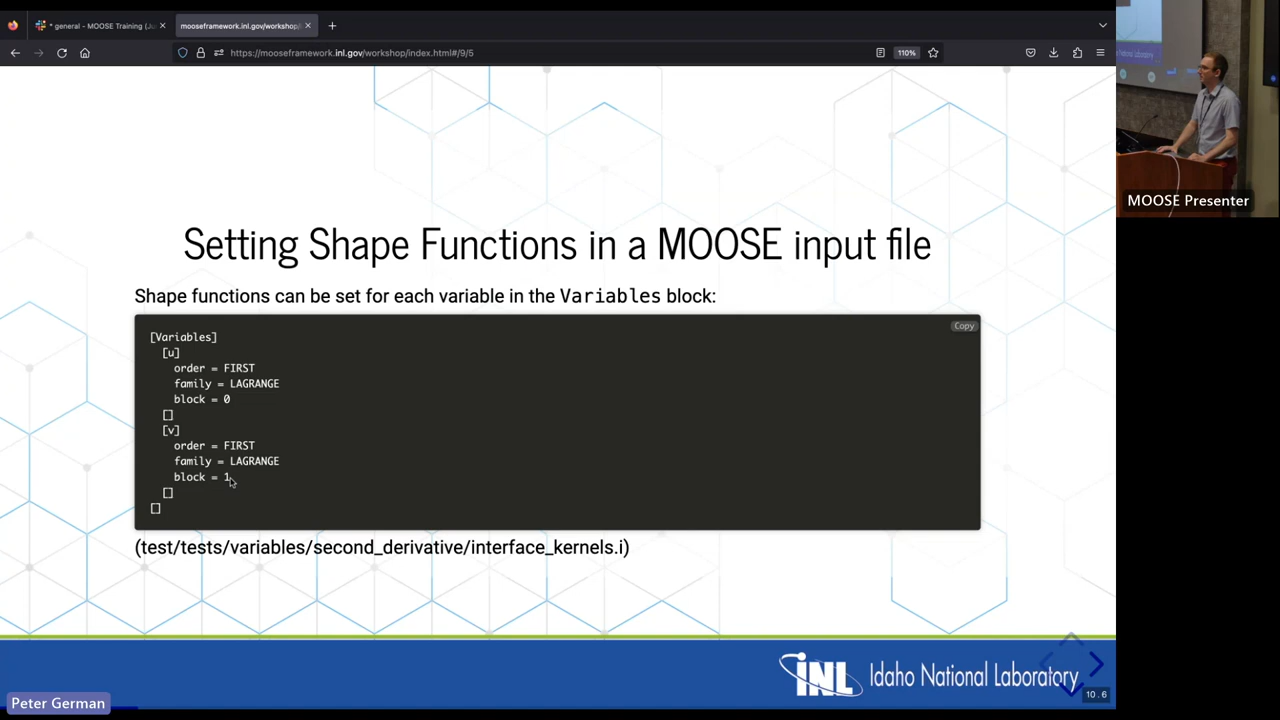 * general - MOOSE Training (Ju
mooseframework.inl.gov/workshop/
https://mooseframework.inl.gov/workshop/index.html#/9/5
110%
MOOSE Presenter
Setting Shape Functions in a MOOSE input file
Shape functions can be set for each variable in the Variables block:
Copy
[Variables]
[u]
order = FIRST
family = LAGRANGE
block = 0
[]
[v]
order = FIRST
family = LAGRANGE
block = 1
[]
[]
(test/tests/variables/second_derivative/interface_kernels.i)
INL Idaho National Laboratory
10.6
Peter German